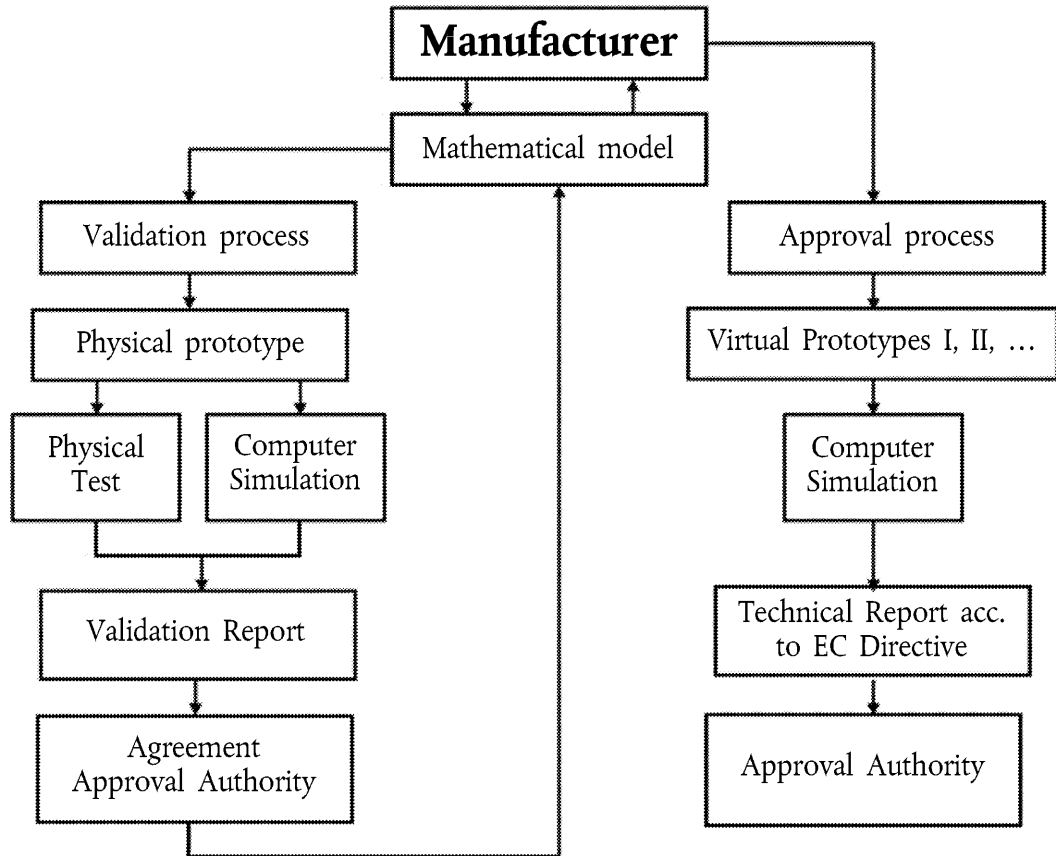 Manufacturer
Mathematical model
Validation process
Approval process
Physical prototype
Virtual Prototypes I, II, …
Physical
Test
Computer
Simulation
Computer
Simulation
Validation Report
Technical Report acc.
to EC Directive
Agreement
Approval Authority
Approval Authority